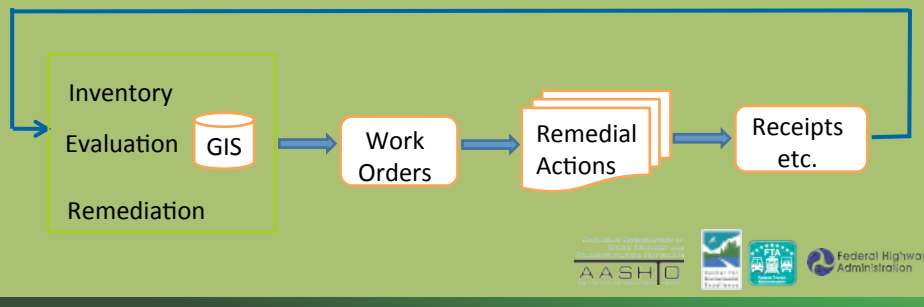 Inventory
Evaluation
GIS
Remediation
Work
Orders
Remedial
Actions
Receipts
etc.
AASHTO
FTA
Federal Highway
Administration